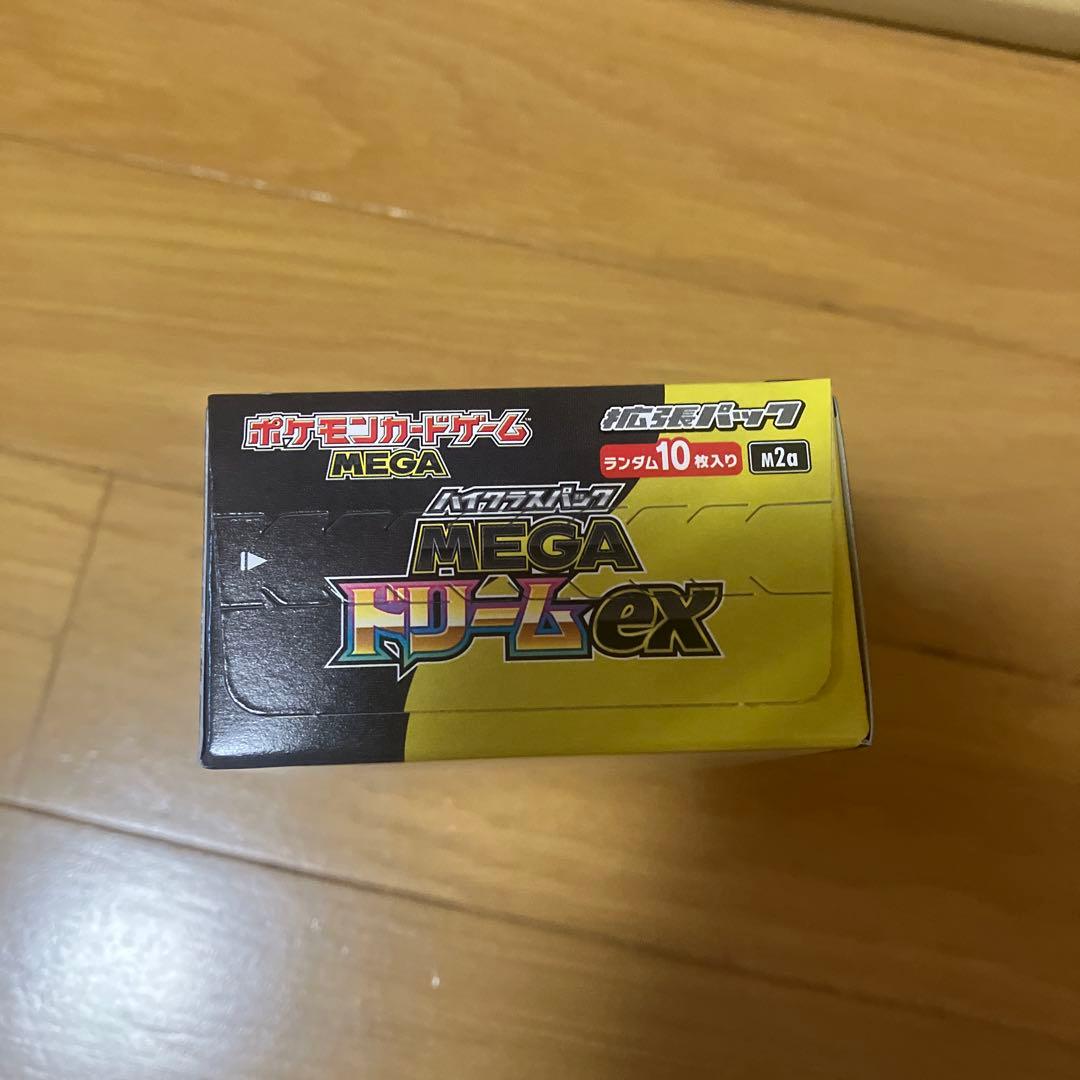 ポケモンカードゲーム™
MEGA
拡張パック
ランダム10枚入り
M2a
ハイクラスパック
MEGA
ドリームex